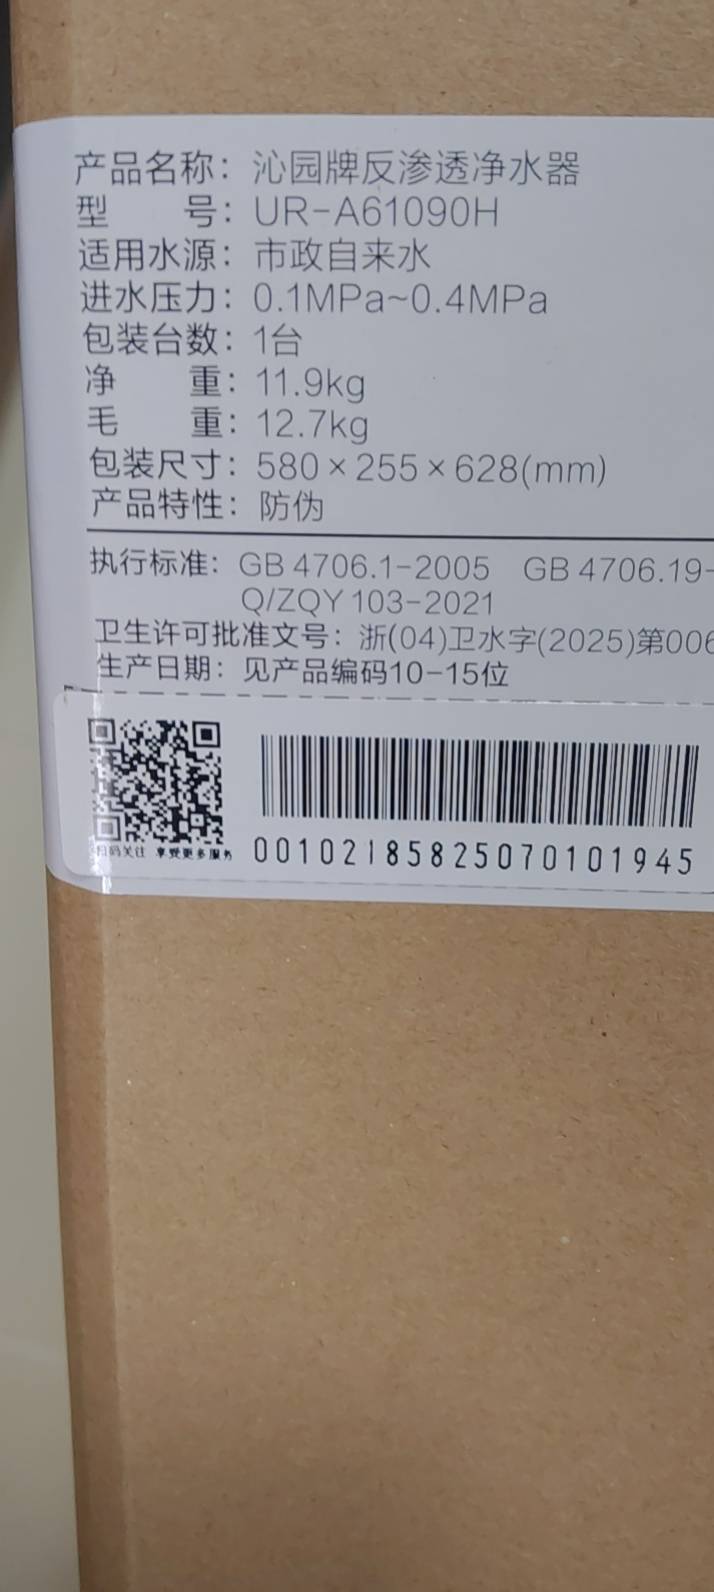 产品名称：沁园牌反渗透净水器
型号：UR-A61090H
适用水源：市政自来水
进水压力：0.1MPa~0.4MPa
包装台数：1台
净重：11.9kg
毛重：12.7kg
包装尺寸：580×255×628(mm)
产品特性：防伪
执行标准：GB 4706.1-2005 GB 4706.19-
Q/ZQY 103-2021
卫生许可批准文号：浙(04)卫水字(2025)第006
生产日期：见产品编码10-15位
扫码关注 享受更多服务
00102185825070101945